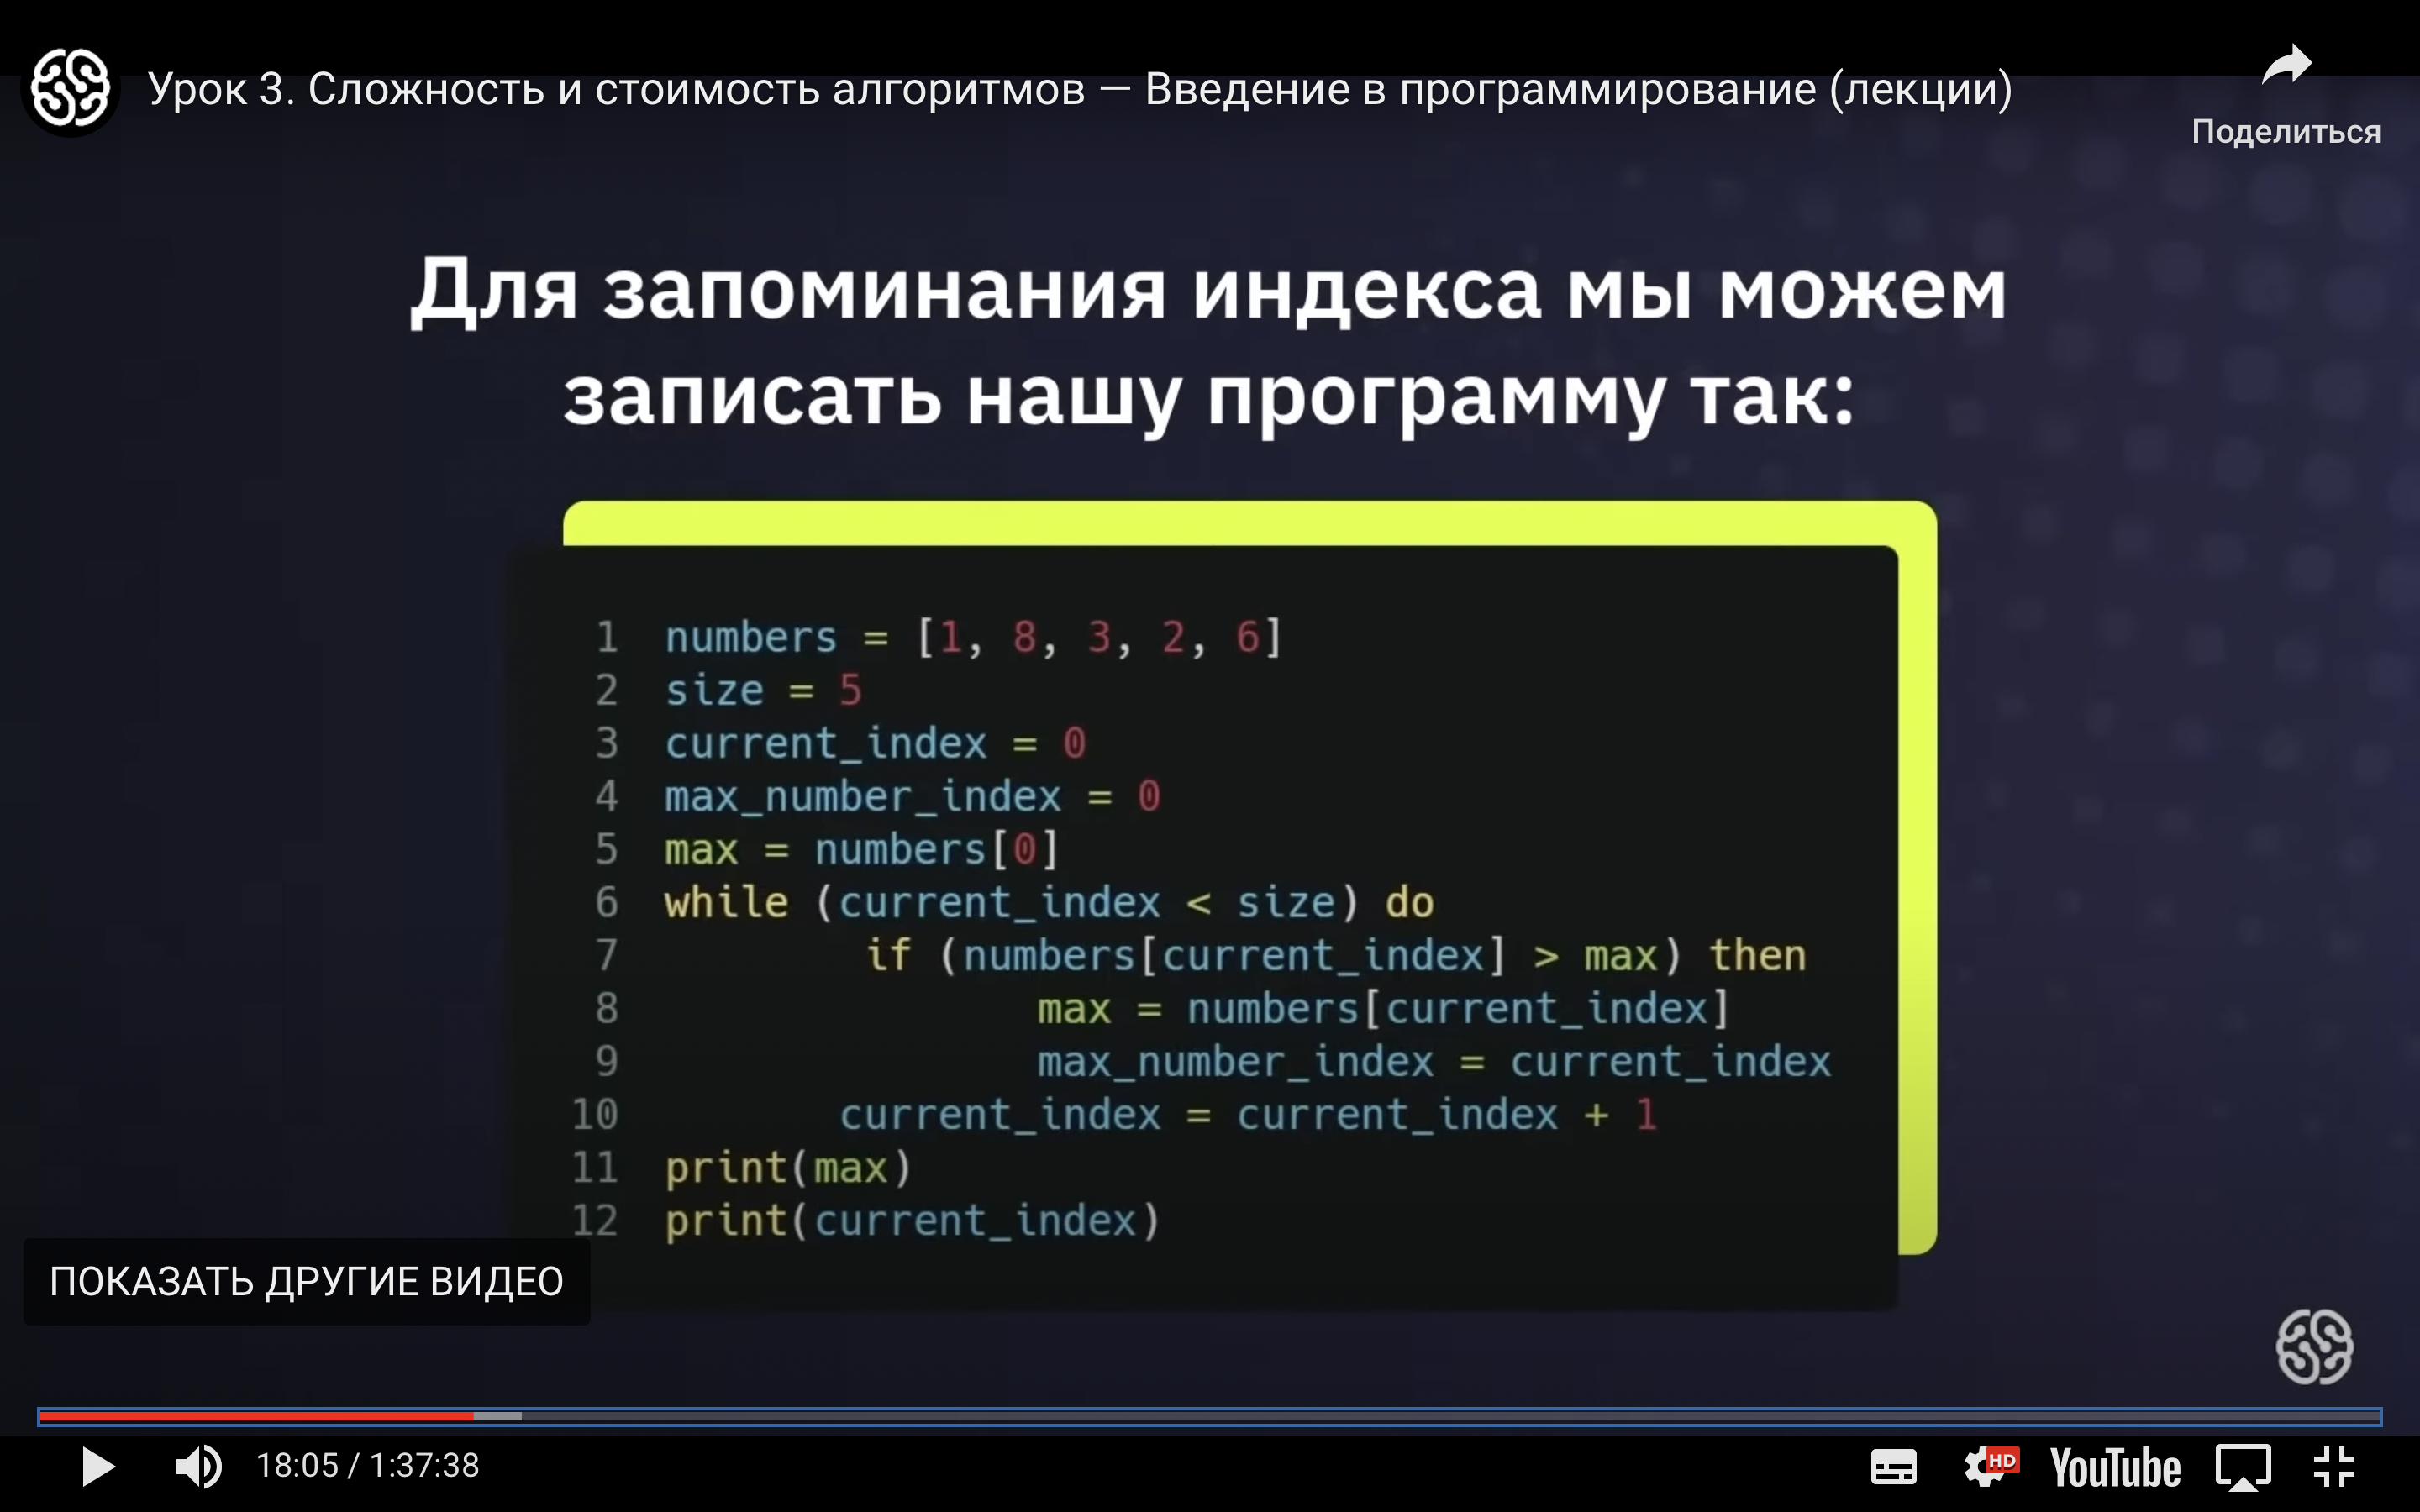 Урок 3. Сложность и стоимость алгоритмов — Введение в программирование (лекции)
Поделиться
Для запоминания индекса мы можем
записать нашу программу так:
1 numbers = [1, 8, 3, 2, 6]
2 size = 5
3 current_index = 0
4 max_number_index = 0
5 max = numbers[0]
6 while (current_index < size) do
7 if (numbers[current_index] > max) then
8 max = numbers[current_index]
9 max_number_index = current_index
10 current_index = current_index + 1
11 print(max)
12 print(current_index)
ПОКАЗАТЬ ДРУГИЕ ВИДЕО
18:05 / 1:37:38
HD
YouTube